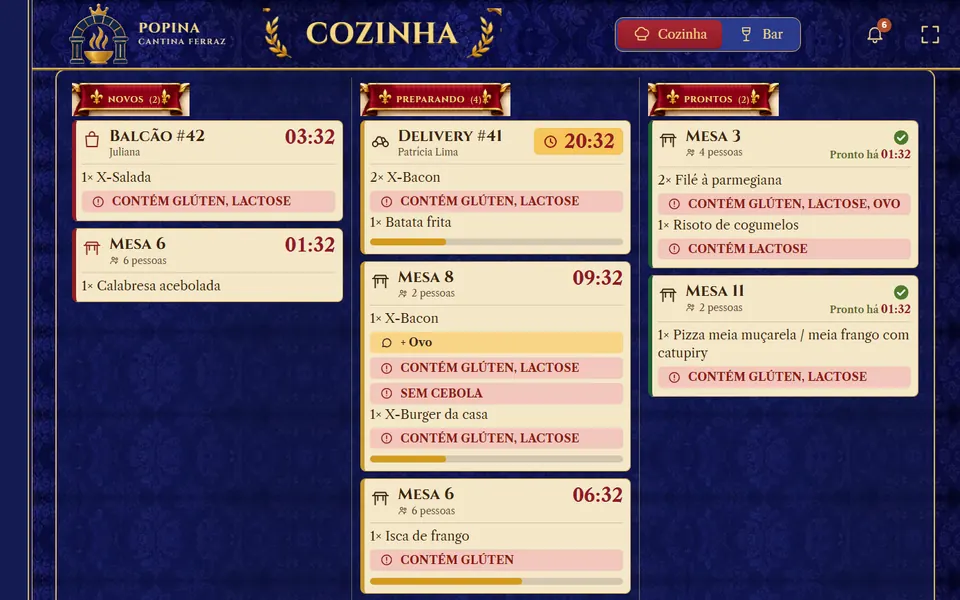 POPINA
CANTINA FERRAZ
COZINHA
Cozinha
Bar
6
NOVOS (2)
BALCÃO #42
03:32
Juliana
1× X-Salada
CONTÉM GLÚTEN, LACTOSE
MESA 6
01:32
6 pessoas
1× Calabresa acebolada
PREPARANDO (4)
DELIVERY #41
20:32
Patrícia Lima
2× X-Bacon
CONTÉM GLÚTEN, LACTOSE
1× Batata frita
MESA 8
09:32
2 pessoas
1× X-Bacon
+ Ovo
CONTÉM GLÚTEN, LACTOSE
SEM CEBOLA
1× X-Burger da casa
CONTÉM GLÚTEN, LACTOSE
MESA 6
06:32
6 pessoas
1× Isca de frango
CONTÉM GLÚTEN
PRONTOS (2)
MESA 3
4 pessoas
Pronto há 01:32
2× Filé à parmegiana
CONTÉM GLÚTEN, LACTOSE, OVO
1× Risoto de cogumelos
CONTÉM LACTOSE
MESA 11
2 pessoas
Pronto há 01:32
1× Pizza meia muçarela / meia frango com
catupiry
CONTÉM GLÚTEN, LACTOSE